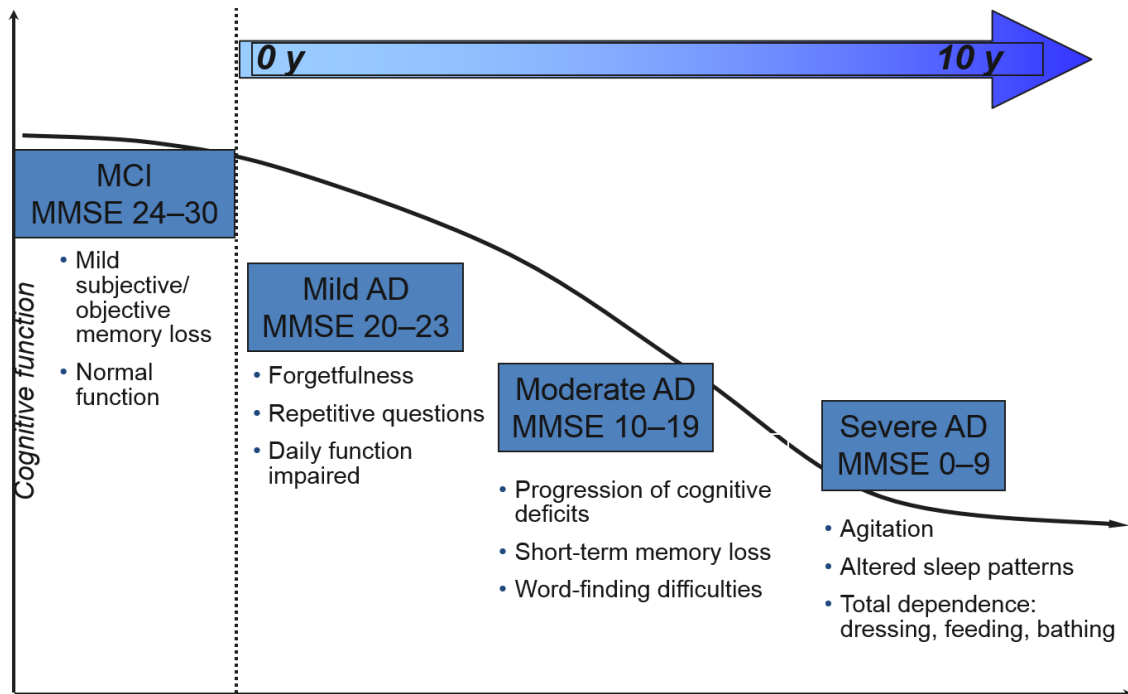 0 y
10 y
Cognitive function
MCI
MMSE 24–30
• Mild
subjective/
objective
memory loss
• Normal
function
Mild AD
MMSE 20–23
• Forgetfulness
• Repetitive questions
• Daily function
impaired
Moderate AD
MMSE 10–19
• Progression of cognitive
deficits
• Short-term memory loss
• Word-finding difficulties
Severe AD
MMSE 0–9
• Agitation
• Altered sleep patterns
• Total dependence:
dressing, feeding, bathing